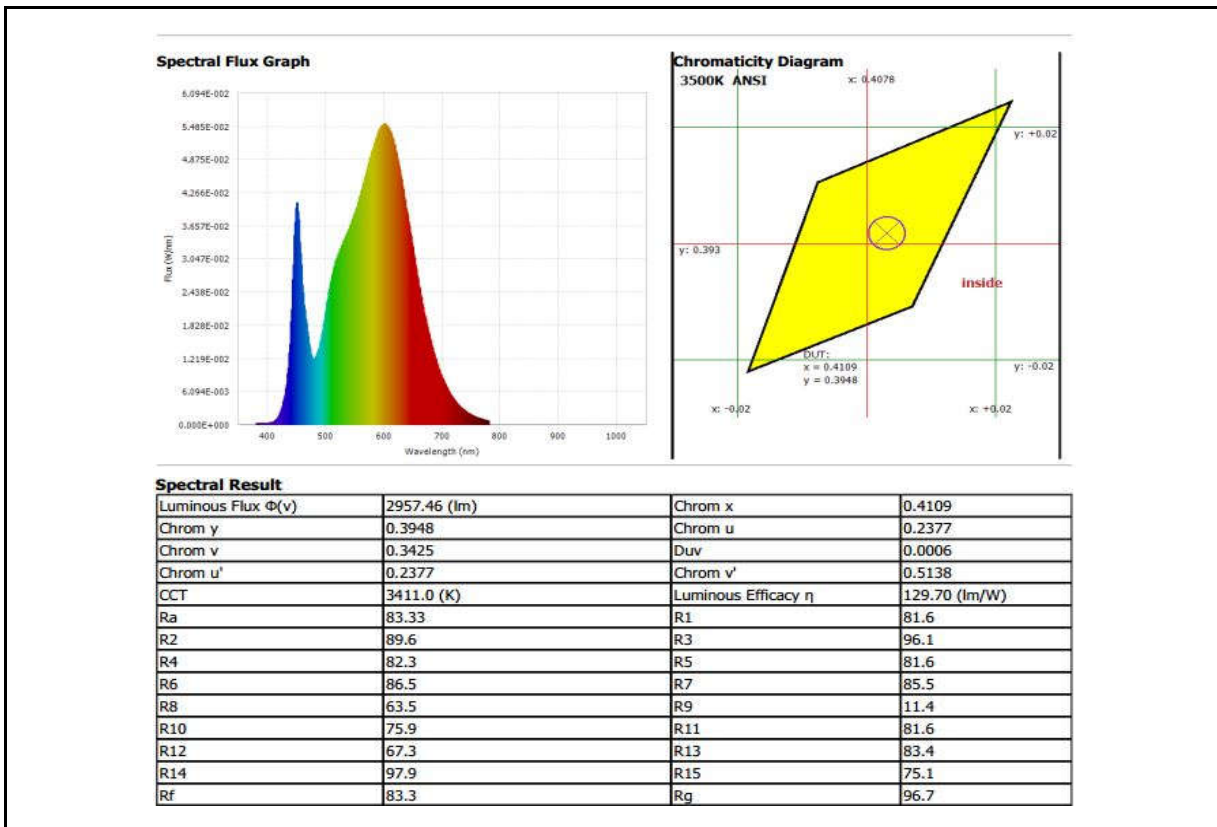 Spectral Flux Graph
6.094E-002
5.485E-002
4.875E-002
4.266E-002
3.657E-002
3.047E-002
2.438E-002
1.828E-002
1.219E-002
6.094E-003
0.000E+000
Flux (W/nm)
400 500 600 700 800 900 1000
Wavelength (nm)
Chromaticity Diagram
3500K ANSI
x: 0.4078
y: +0.02
y: 0.393
inside
DUT:
x = 0.4109
y = 0.3948
y: -0.02
x: -0.02
x: +0.02
Spectral Result
Luminous Flux Φ(v) 2957.46 (lm) Chrom x 0.4109
Chrom y 0.3948 Chrom u 0.2377
Chrom v 0.3425 Duv 0.0006
Chrom u' 0.2377 Chrom v' 0.5138
CCT 3411.0 (K) Luminous Efficacy η 129.70 (lm/W)
Ra 83.33 R1 81.6
R2 89.6 R3 96.1
R4 82.3 R5 81.6
R6 86.5 R7 85.5
R8 63.5 R9 11.4
R10 75.9 R11 81.6
R12 67.3 R13 83.4
R14 97.9 R15 75.1
Rf 83.3 Rg 96.7